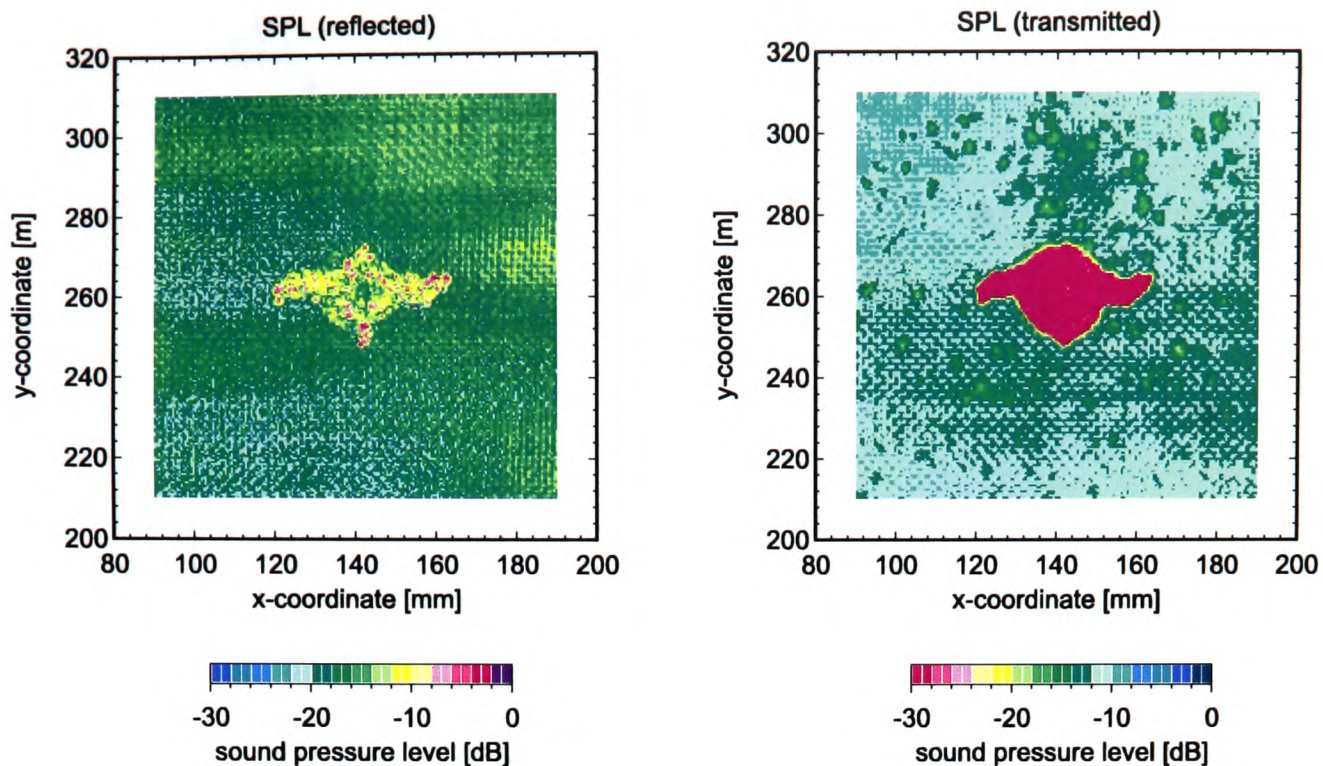 SPL (reflected)
320
300
280
260
240
220
200
y-coordinate [m]
80 100 120 140 160 180 200
x-coordinate [mm]
-30 -20 -10 0
sound pressure level [dB]
SPL (transmitted)
320
300
280
260
240
220
200
y-coordinate [m]
80 100 120 140 160 180 200
x-coordinate [mm]
-30 -20 -10 0
sound pressure level [dB]